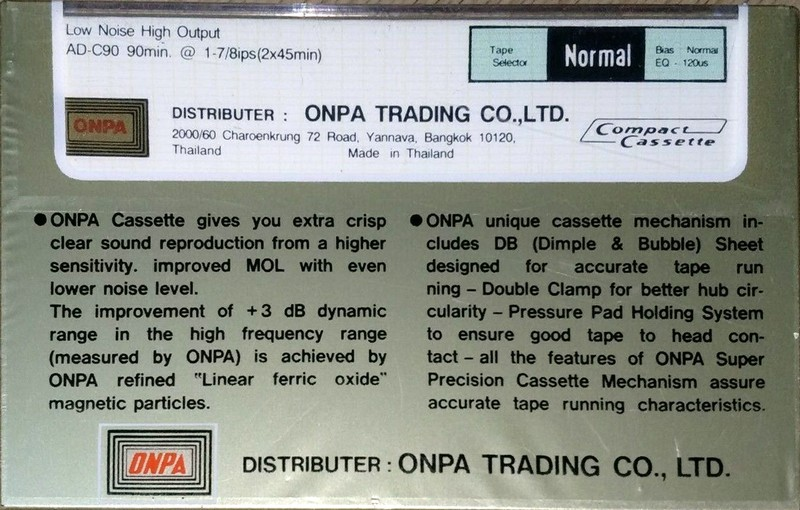 Low Noise High Output
AD-C90 90min. @ 1-7/8ips(2x45min)
Tape
Selector
Normal
Bias Normal
EQ - 120us
ONPA
DISTRIBUTER : ONPA TRADING CO.,LTD.
2000/60 Charoenkrung 72 Road, Yannava, Bangkok 10120,
Thailand Made in Thailand
Compact
Cassette
●ONPA Cassette gives you extra crisp
clear sound reproduction from a higher
sensitivity. improved MOL with even
lower noise level.
The improvement of +3 dB dynamic
range in the high frequency range
(measured by ONPA) is achieved by
ONPA refined "Linear ferric oxide"
magnetic particles.
●ONPA unique cassette mechanism in-
cludes DB (Dimple & Bubble) Sheet
designed for accurate tape run
ning – Double Clamp for better hub cir-
cularity – Pressure Pad Holding System
to ensure good tape to head con-
tact – all the features of ONPA Super
Precision Cassette Mechanism assure
accurate tape running characteristics.
ONPA
DISTRIBUTER : ONPA TRADING CO., LTD.